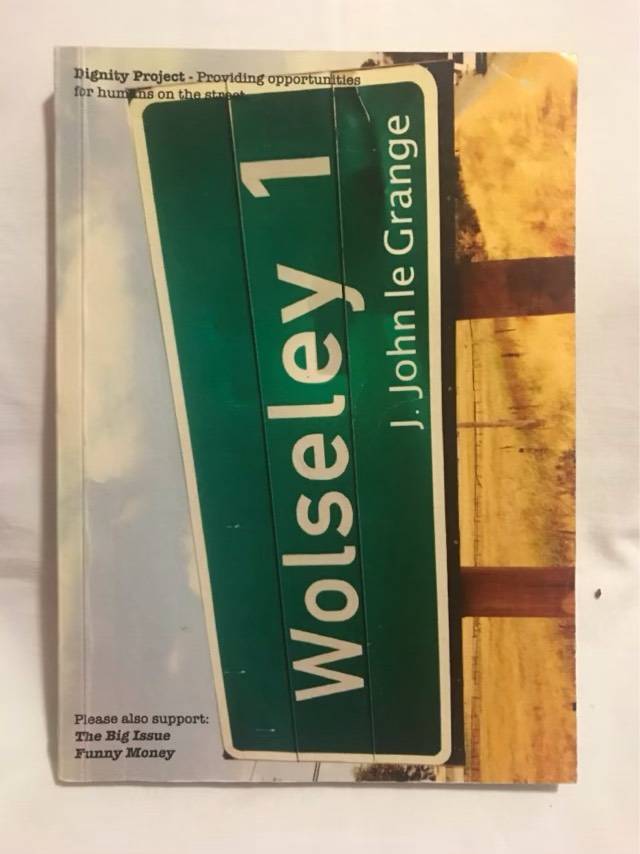 Dignity Project - Providing opportunities
for humans on the street
Wolseley 1
J. John le Grange
Please also support:
The Big Issue
Funny Money